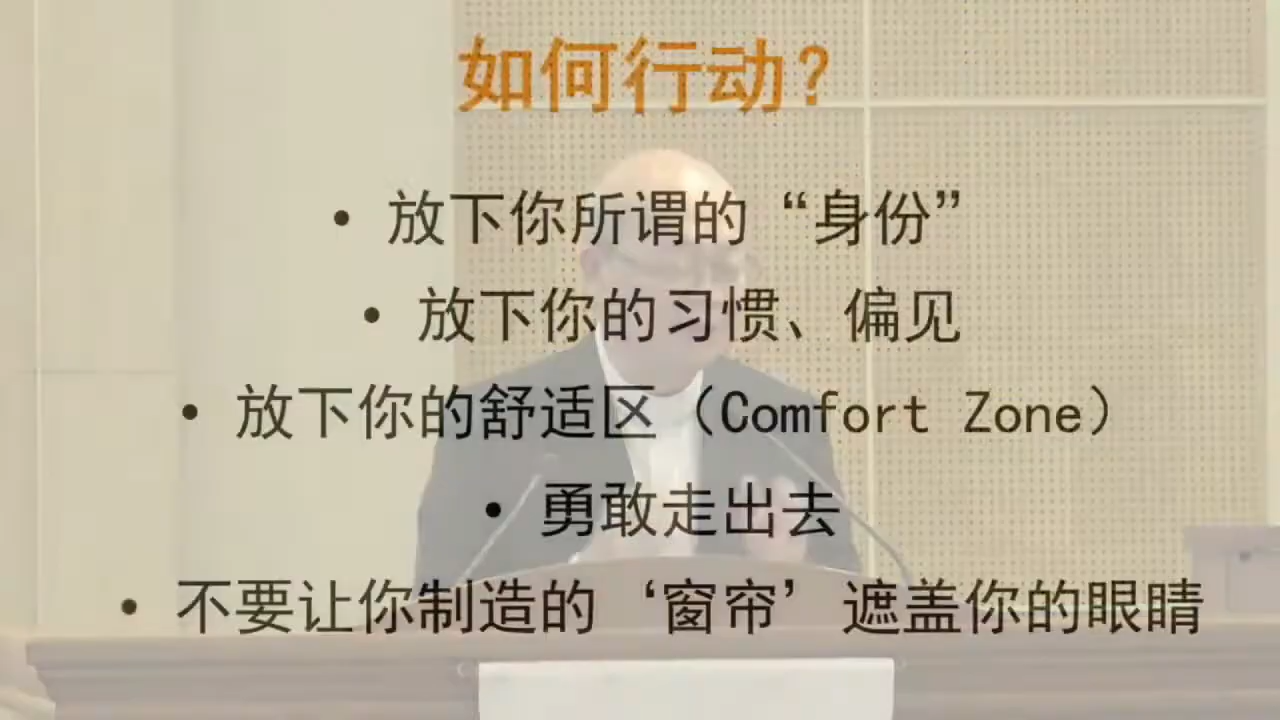 如何行动？
• 放下你所谓的“身份”
• 放下你的习惯、偏见
• 放下你的舒适区（Comfort Zone）
• 勇敢走出去
• 不要让你制造的‘窗帘’遮盖你的眼睛